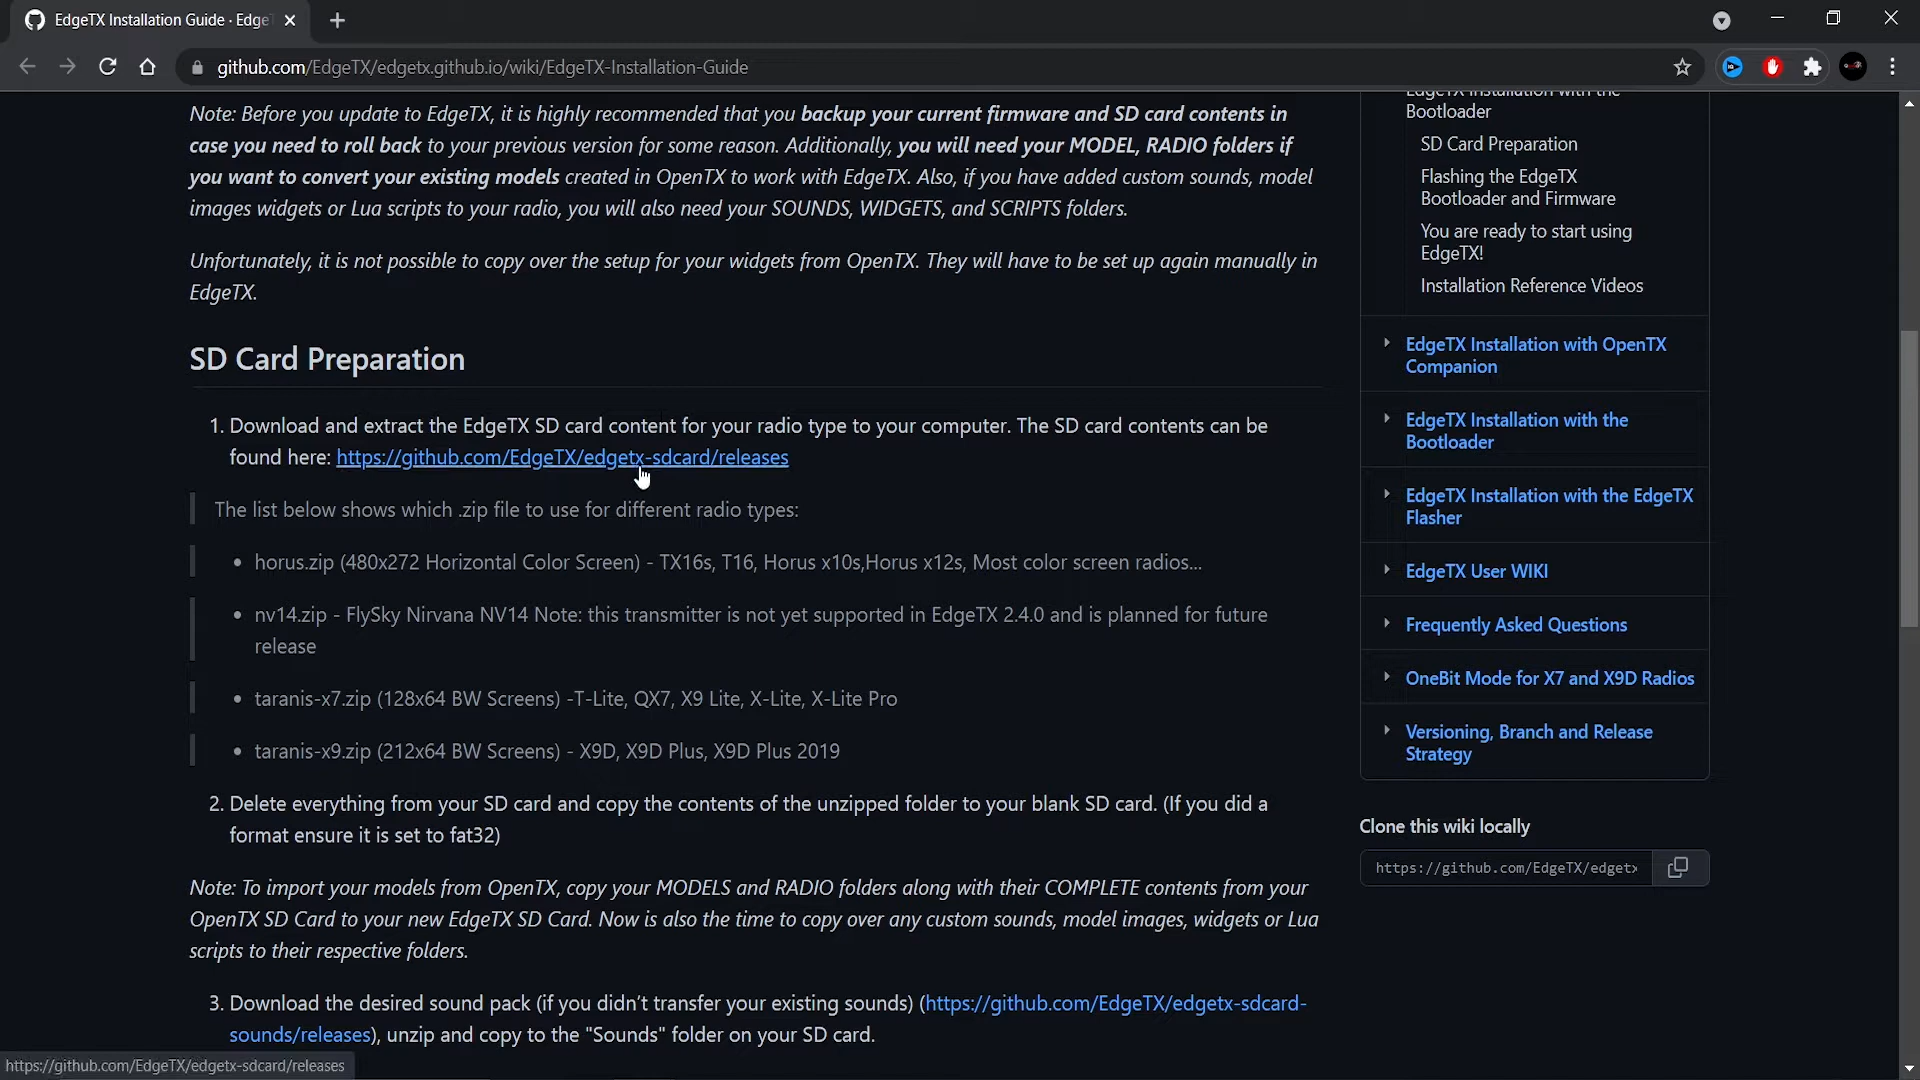 EdgeTX Installation Guide · Edge
github.com/EdgeTX/edgetx.github.io/wiki/EdgeTX-Installation-Guide
Note: Before you update to EdgeTX, it is highly recommended that you backup your current firmware and SD card contents in
case you need to roll back to your previous version for some reason. Additionally, you will need your MODEL, RADIO folders if
you want to convert your existing models created in OpenTX to work with EdgeTX. Also, if you have added custom sounds, model
images widgets or Lua scripts to your radio, you will also need your SOUNDS, WIDGETS, and SCRIPTS folders.
Unfortunately, it is not possible to copy over the setup for your widgets from OpenTX. They will have to be set up again manually in
EdgeTX.
SD Card Preparation
1. Download and extract the EdgeTX SD card content for your radio type to your computer. The SD card contents can be
found here: https://github.com/EdgeTX/edgetx-sdcard/releases
The list below shows which .zip file to use for different radio types:
• horus.zip (480x272 Horizontal Color Screen) - TX16s, T16, Horus x10s,Horus x12s, Most color screen radios...
• nv14.zip - FlySky Nirvana NV14 Note: this transmitter is not yet supported in EdgeTX 2.4.0 and is planned for future
release
• taranis-x7.zip (128x64 BW Screens) -T-Lite, QX7, X9 Lite, X-Lite, X-Lite Pro
• taranis-x9.zip (212x64 BW Screens) - X9D, X9D Plus, X9D Plus 2019
2. Delete everything from your SD card and copy the contents of the unzipped folder to your blank SD card. (If you did a
format ensure it is set to fat32)
Note: To import your models from OpenTX, copy your MODELS and RADIO folders along with their COMPLETE contents from your
OpenTX SD Card to your new EdgeTX SD Card. Now is also the time to copy over any custom sounds, model images, widgets or Lua
scripts to their respective folders.
3. Download the desired sound pack (if you didn't transfer your existing sounds) (https://github.com/EdgeTX/edgetx-sdcard-
sounds/releases), unzip and copy to the "Sounds" folder on your SD card.
https://github.com/EdgeTX/edgetx-sdcard/releases
EdgeTX Installation with the
Bootloader
SD Card Preparation
Flashing the EdgeTX
Bootloader and Firmware
You are ready to start using
EdgeTX!
Installation Reference Videos
EdgeTX Installation with OpenTX
Companion
EdgeTX Installation with the
Bootloader
EdgeTX Installation with the EdgeTX
Flasher
EdgeTX User WIKI
Frequently Asked Questions
OneBit Mode for X7 and X9D Radios
Versioning, Branch and Release
Strategy
Clone this wiki locally
https://github.com/EdgeTX/edgetx